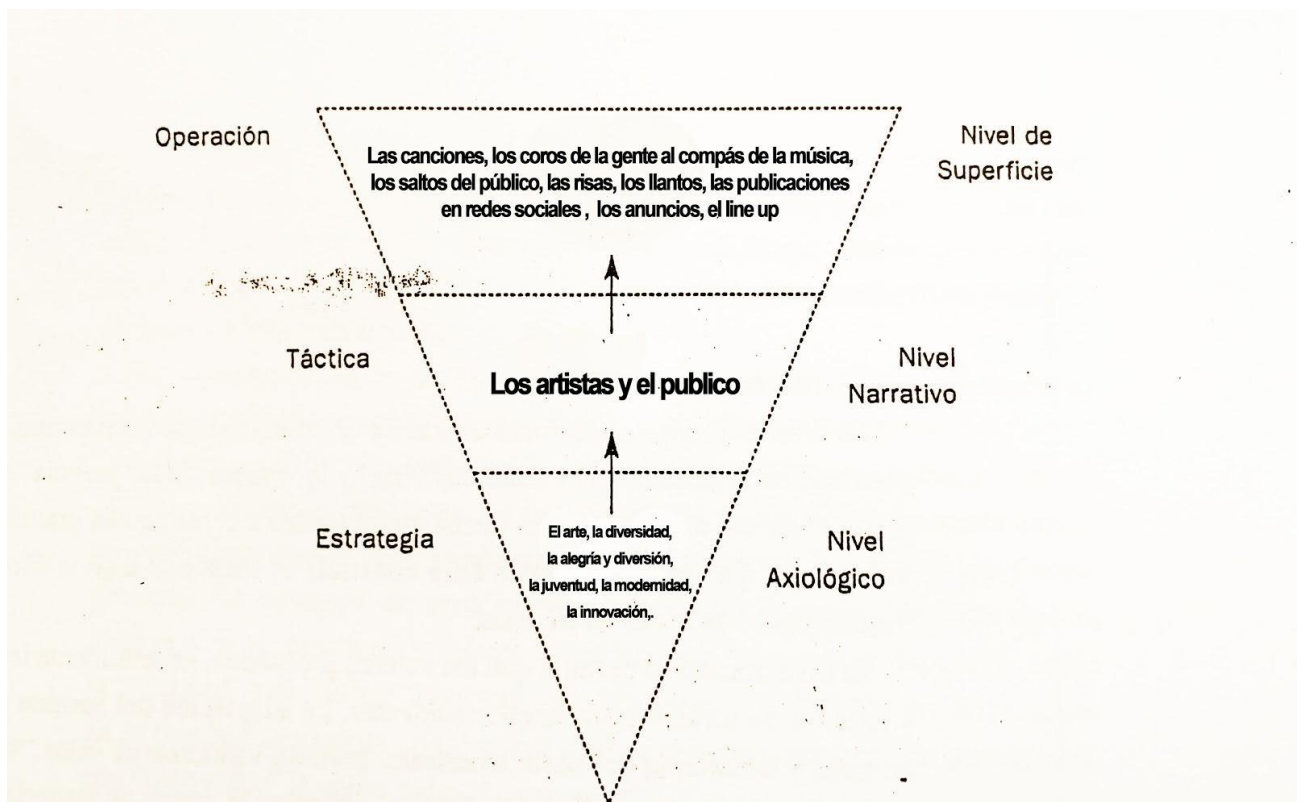 Operación
Nivel de
Superficie
Las canciones, los coros de la gente al compás de la música,
los saltos del público, las risas, los llantos, las publicaciones
en redes sociales , los anuncios, el line up
Táctica
Nivel
Narrativo
Los artistas y el publico
Estrategia
Nivel
Axiológico
El arte, la diversidad,
la alegría y diversión,
la juventud, la modernidad,
la innovación,.